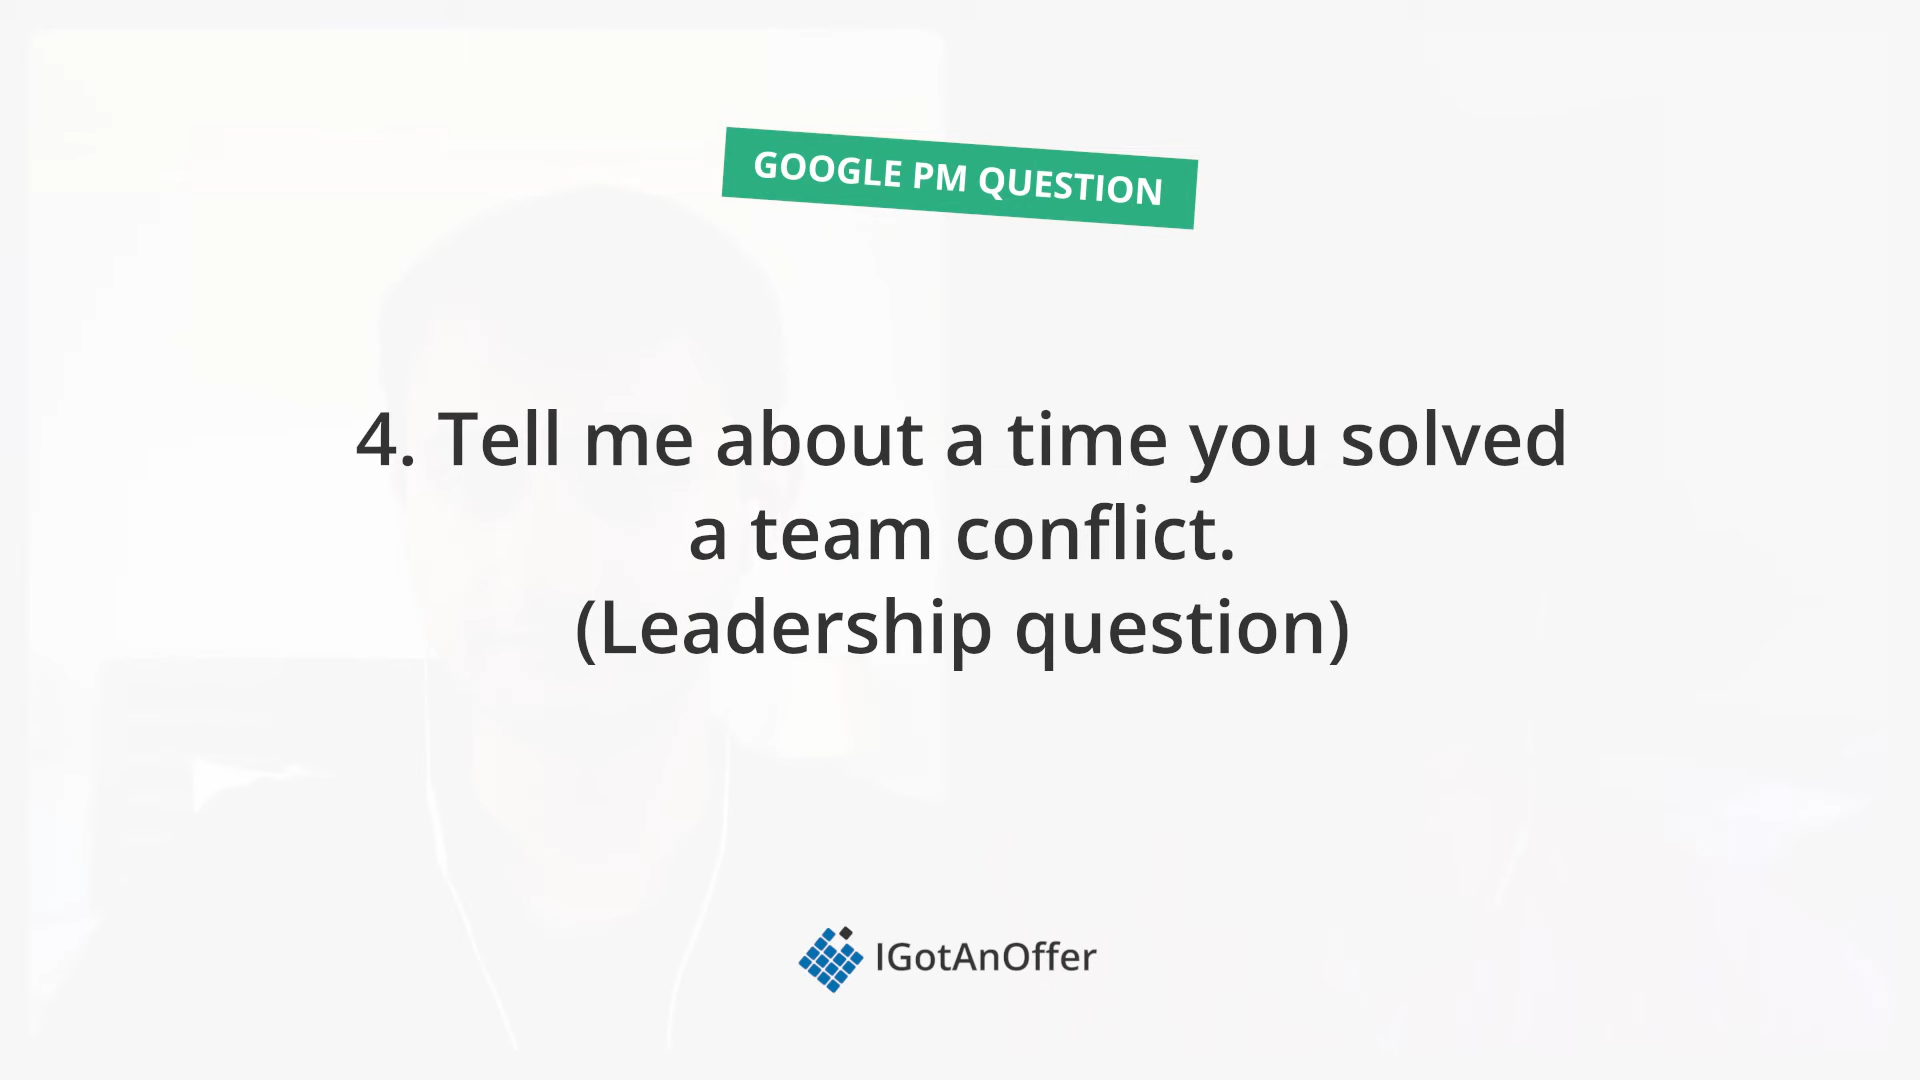 GOOGLE PM QUESTION
4. Tell me about a time you solved
a team conflict.
(Leadership question)
IGotAnOffer